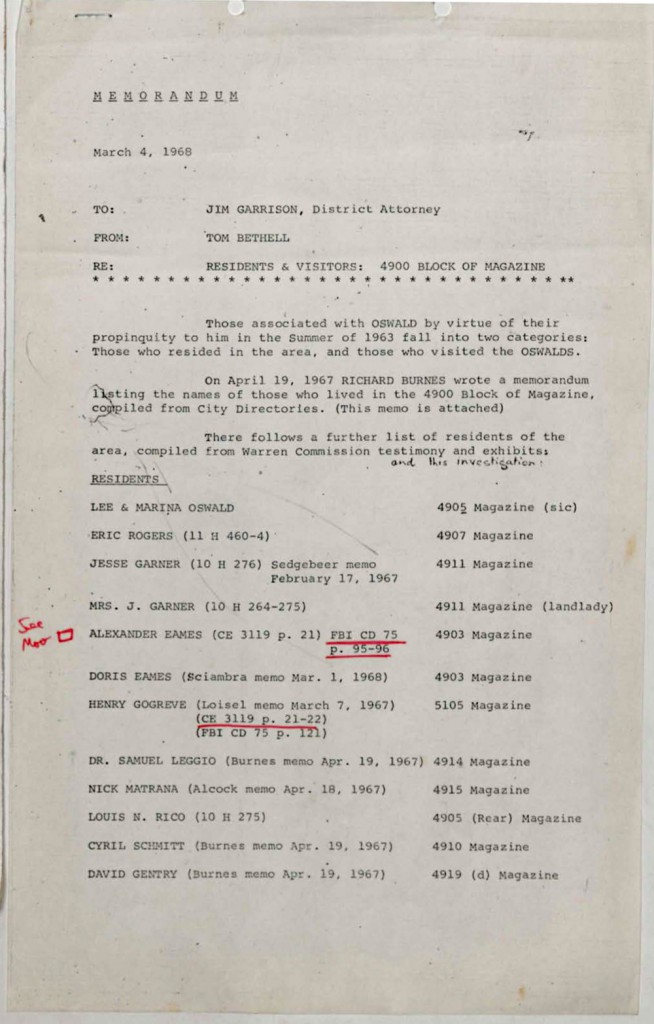 M E M O R A N D U M
March 4, 1968
TO: JIM GARRISON, District Attorney
FROM: TOM BETHELL
RE: RESIDENTS & VISITORS: 4900 BLOCK OF MAGAZINE
* * * * * * * * * * * * * * * * * * * * * * * * * * * * * * * **
Those associated with OSWALD by virtue of their
propinquity to him in the Summer of 1963 fall into two categories:
Those who resided in the area, and those who visited the OSWALDS.
On April 19, 1967 RICHARD BURNES wrote a memorandum
listing the names of those who lived in the 4900 Block of Magazine,
compiled from City Directories. (This memo is attached)
There follows a further list of residents of the
area, compiled from Warren Commission testimony and exhibits:
and this investigation:
RESIDENTS
LEE & MARINA OSWALD 4905 Magazine (sic)
ERIC ROGERS (11 H 460-4) 4907 Magazine
JESSE GARNER (10 H 276) Sedgebeer memo 4911 Magazine
February 17, 1967
MRS. J. GARNER (10 H 264-275) 4911 Magazine (landlady)
See
ALEXANDER EAMES (CE 3119 p. 21) FBI CD 75 4903 Magazine
p. 95-96
DORIS EAMES (Sciambra memo Mar. 1, 1968) 4903 Magazine
HENRY GOGREVE (Loisel memo March 7, 1967) 5105 Magazine
(CE 3119 p. 21-22)
(FBI CD 75 p. 121)
DR. SAMUEL LEGGIO (Burnes memo Apr. 19, 1967) 4914 Magazine
NICK MATRANA (Alcock memo Apr. 18, 1967) 4915 Magazine
LOUIS N. RICO (10 H 275) 4905 (Rear) Magazine
CYRIL SCHMITT (Burnes memo Apr. 19, 1967) 4910 Magazine
DAVID GENTRY (Burnes memo Apr. 19, 1967) 4919 (d) Magazine